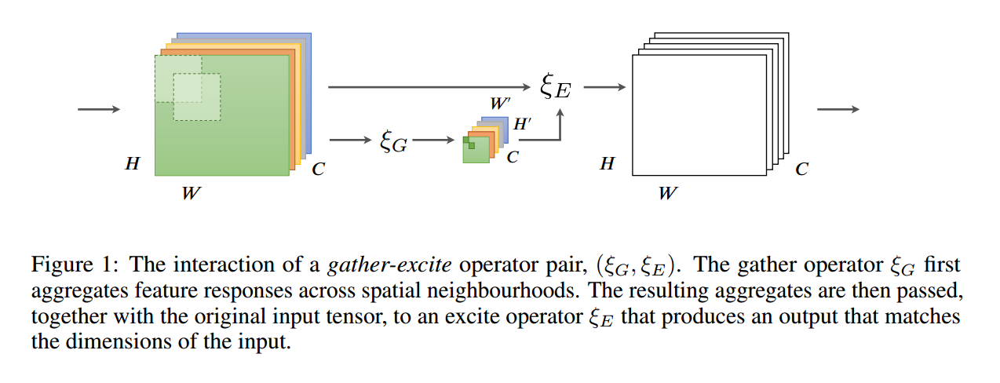 W′
ξE
H′
ξG
C
H
C
W
H
C
W
Figure 1: The interaction of a gather-excite operator pair, (ξG, ξE). The gather operator ξG first
aggregates feature responses across spatial neighbourhoods. The resulting aggregates are then passed,
together with the original input tensor, to an excite operator ξE that produces an output that matches
the dimensions of the input.